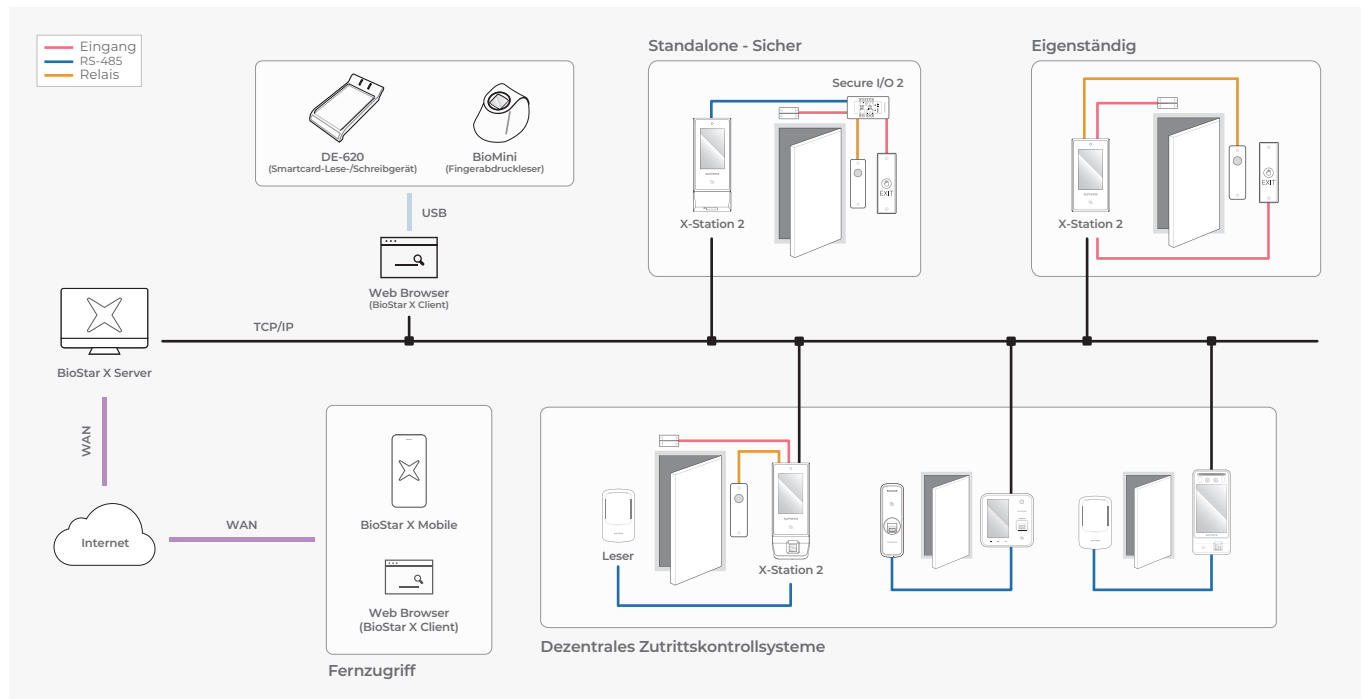 Eingang
RS-485
Relais
DE-620
(Smartcard-Lese-/Schreibgerät)
BioMini
(Fingerabdruckleser)
USB
Web Browser
(BioStar X Client)
BioStar X Server
TCP/IP
WAN
Internet
WAN
BioStar X Mobile
Web Browser
(BioStar X Client)
Fernzugriff
Standalone - Sicher
Secure I/O 2
EXIT
X-Station 2
Eigenständig
EXIT
X-Station 2
Leser
X-Station 2
Dezentrales Zutrittskontrollsysteme